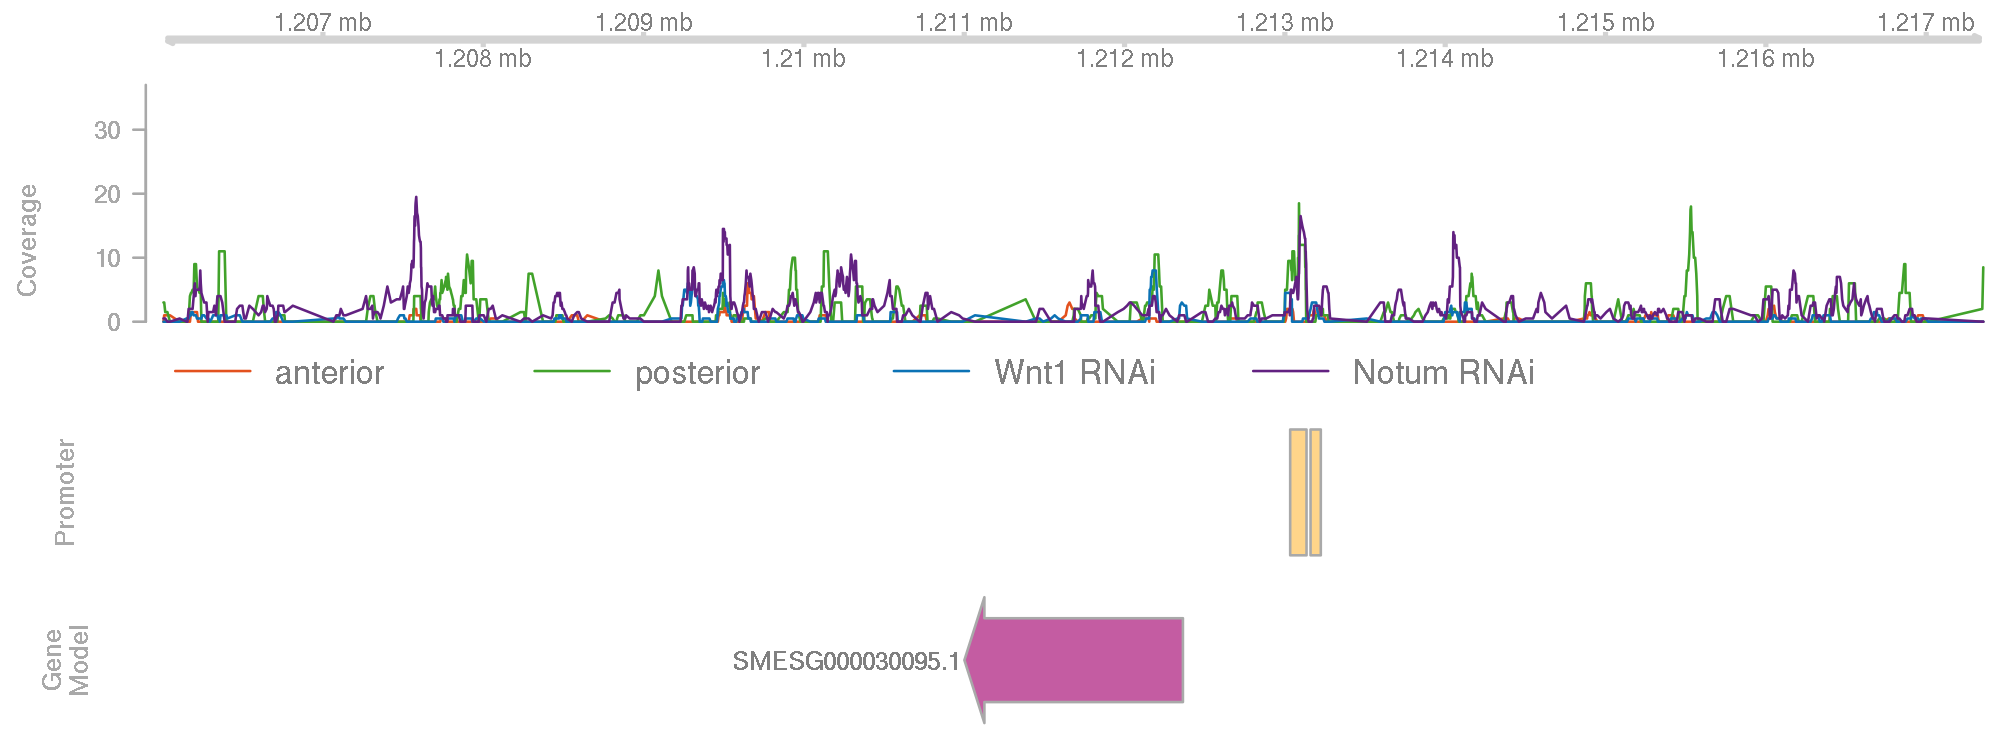 1.207 mb 1.209 mb 1.211 mb 1.213 mb 1.215 mb 1.217 mb
1.208 mb 1.21 mb 1.212 mb 1.214 mb 1.216 mb
Coverage
30
20
10
0
anterior posterior Wnt1 RNAi Notum RNAi
Promoter
0
Gene
Model
SMESG000030095.1